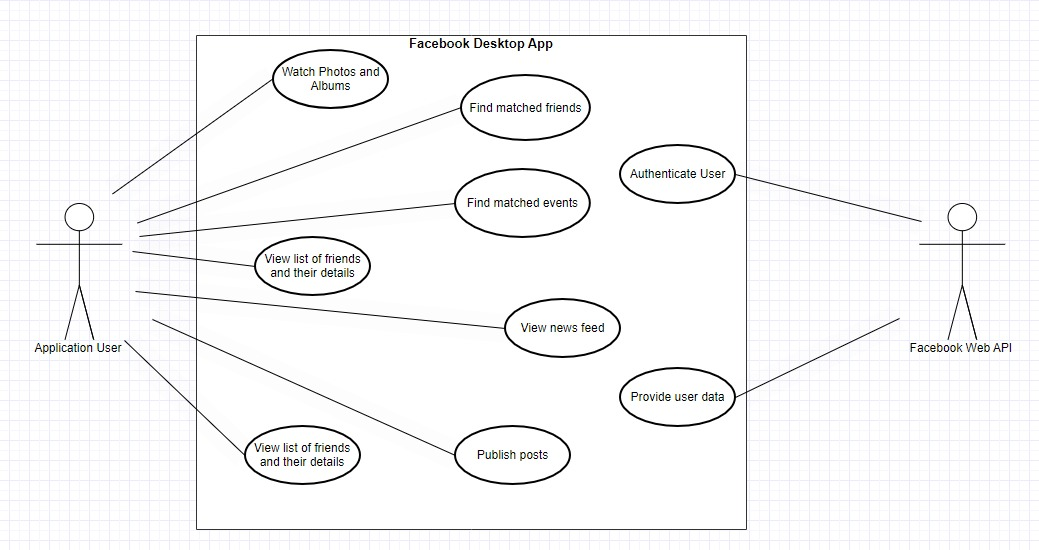 Facebook Desktop App
Watch Photos and
Albums
Find matched friends
Authenticate User
Find matched events
View list of friends
and their details
View news feed
Application User
Facebook Web API
Provide user data
View list of friends
and their details
Publish posts